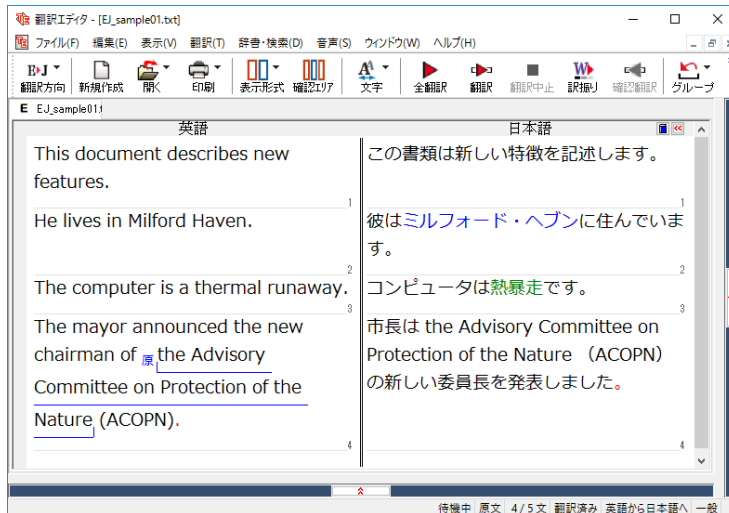 翻訳エディタ - [EJ_sample01.txt]
ファイル(F) 編集(E) 表示(V) 翻訳(T) 辞書・検索(D) 音声(S) ウィンドウ(W) ヘルプ(H)
翻訳方向 新規作成 開く 印刷 表示形式 確認エリア 文字 全翻訳 翻訳 翻訳中止 訳振り 確認翻訳 グループ
E EJ_sample01.t
英語 日本語
This document describes new
features.
1
この書類は新しい特徴を記述します。
1
He lives in Milford Haven.
2
彼はミルフォード・ヘブンに住んでいま
す。
2
The computer is a thermal runaway.
3
コンピュータは熱暴走です。
3
The mayor announced the new
chairman of 原 the Advisory
Committee on Protection of the
Nature (ACOPN).
4
市長は the Advisory Committee on
Protection of the Nature （ACOPN）
の新しい委員長を発表しました。
4
待機中 原文 4/5文 翻訳済み 英語から日本語へ 一般